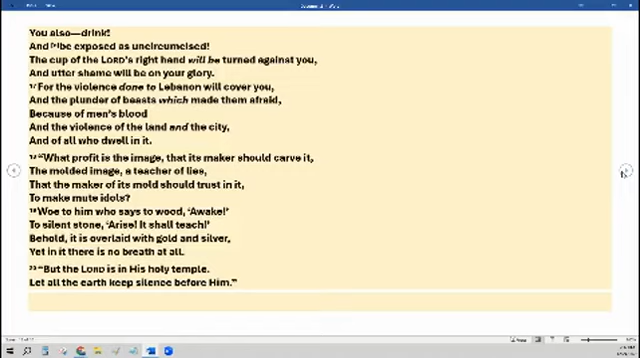 You also—drink!
And be exposed as uncircumcised!
The cup of the LORD's right hand will be turned against you,
And utter shame will be on your glory.
17 For the violence done to Lebanon will cover you,
And the plunder of beasts which made them afraid,
Because of men's blood
And the violence of the land and the city,
And of all who dwell in it.
18 “What profit is the image, that its maker should carve it,
The molded image, a teacher of lies,
That the maker of its mold should trust in it,
To make mute idols?
19 Woe to him who says to wood, ‘Awake!’
To silent stone, ‘Arise! It shall teach!’
Behold, it is overlaid with gold and silver,
Yet in it there is no breath at all.
20 “But the LORD is in His holy temple.
Let all the earth keep silence before Him.”